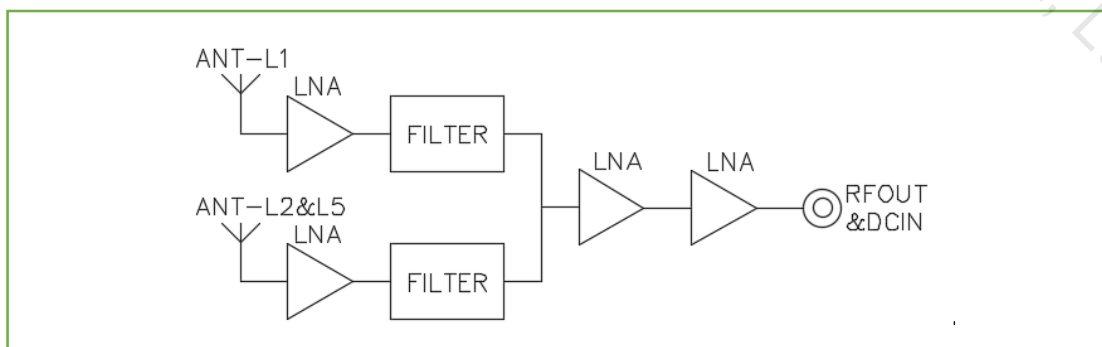 ANT-L1
LNA
FILTER
LNA
LNA
RFOUT
&DCIN
ANT-L2&L5
LNA
FILTER